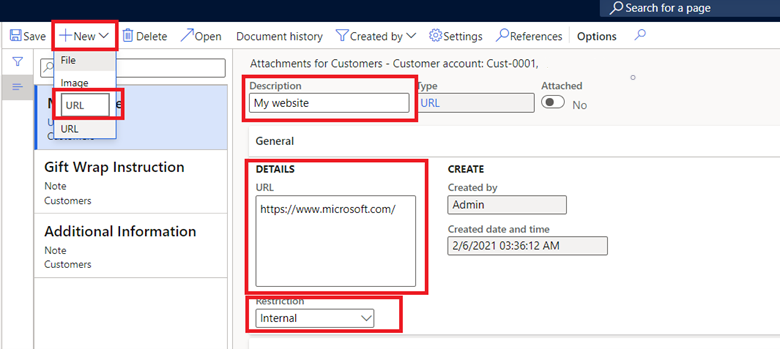 Search for a page
Save New Delete Open Document history Created by Settings References Options
File
Image
URL
URL
Customers
Gift Wrap Instruction
Note
Customers
Additional Information
Note
Customers
Attachments for Customers - Customer account: Cust-0001,
Description Type Attached
My website URL No
General
DETAILS CREATE
URL Created by
https://www.microsoft.com/ Admin
Created date and time
2/6/2021 03:36:12 AM
Restriction
Internal